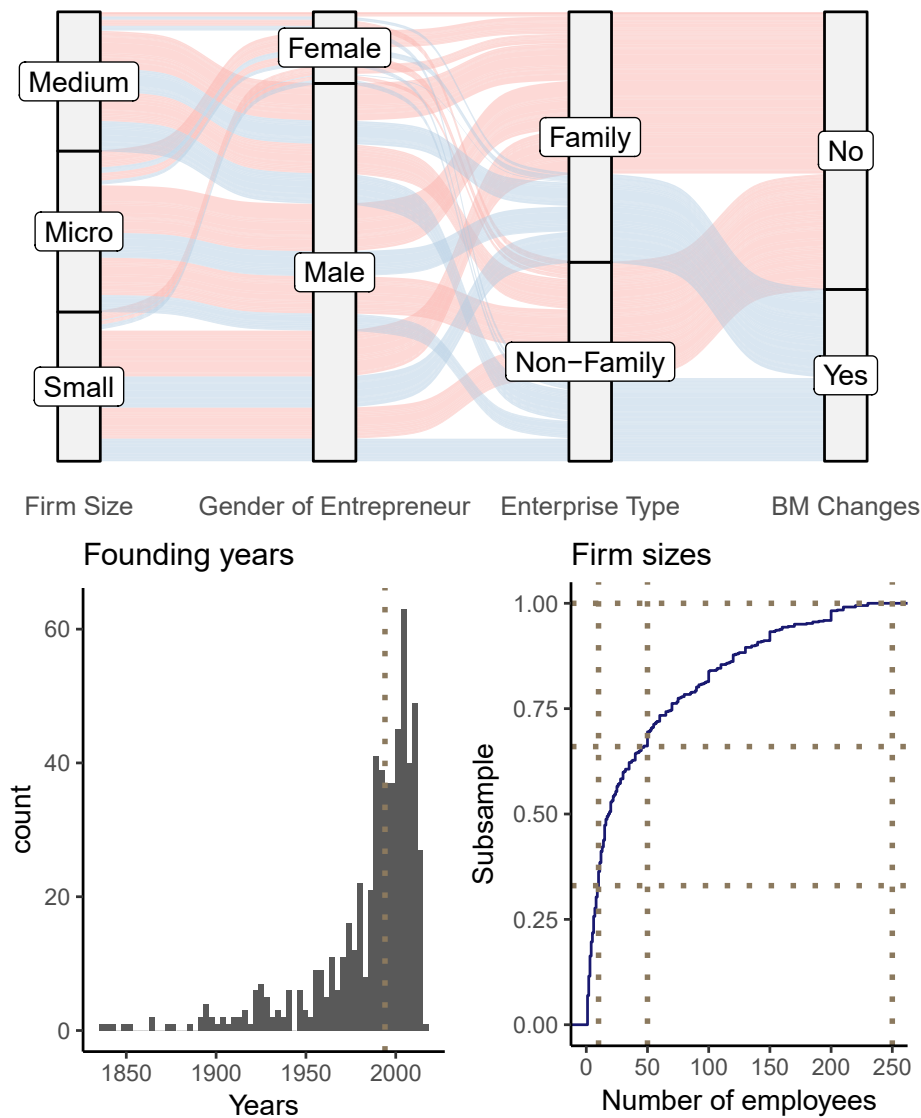 Female
Medium
Family
No
Micro
Male
Non−Family
Yes
Small
Firm Size
Gender of Entrepreneur
Enterprise Type
BM Changes
Founding years
60
40
20
0
count
1850
1900
1950
2000
Years
Firm sizes
1.00
0.75
0.50
0.25
0.00
Subsample
0
50
100
150
200
250
Number of employees